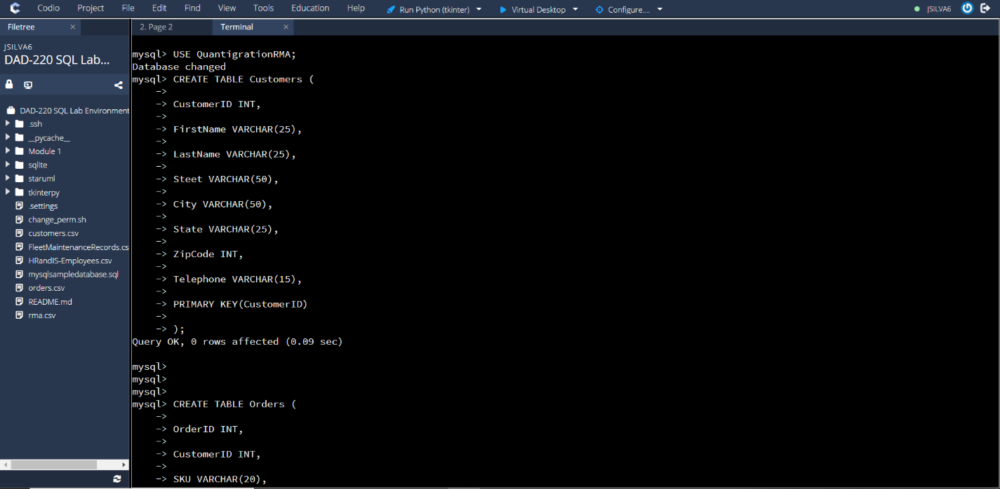 Codio Project File Edit Find View Tools Education Help Run Python (tkinter) Virtual Desktop Configure.... JSILVA6
Filetree × 2. Page 2 Terminal ×
JSILVA6
DAD-220 SQL Lab...
DAD-220 SQL Lab Environment
.ssh
__pycache__
Module 1
sqlite
staruml
tkinterpy
.settings
change_perm.sh
customers.csv
FleetMaintenanceRecords.cs
HRandIS-Employees.csv
mysqlsampledatabase.sql
orders.csv
README.md
rma.csv
mysql> USE QuantigrationRMA;
Database changed
mysql> CREATE TABLE Customers (
->
-> CustomerID INT,
->
-> FirstName VARCHAR(25),
->
-> LastName VARCHAR(25),
->
-> Steet VARCHAR(50),
->
-> City VARCHAR(50),
->
-> State VARCHAR(25),
->
-> ZipCode INT,
->
-> Telephone VARCHAR(15),
->
-> PRIMARY KEY(CustomerID)
->
-> );
Query OK, 0 rows affected (0.09 sec)
mysql>
mysql>
mysql>
mysql> CREATE TABLE Orders (
->
-> OrderID INT,
->
-> CustomerID INT,
->
-> SKU VARCHAR(20),